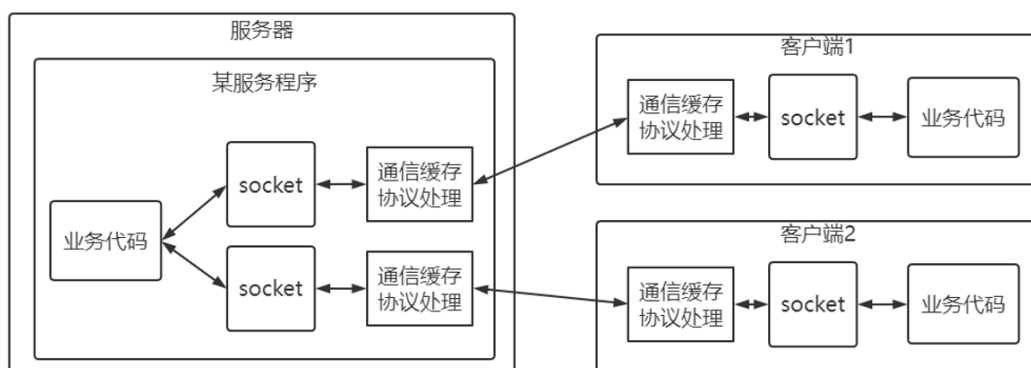 服务器
某服务程序
业务代码
socket
通信缓存
协议处理
socket
通信缓存
协议处理
客户端1
通信缓存
协议处理
socket
业务代码
客户端2
通信缓存
协议处理
socket
业务代码